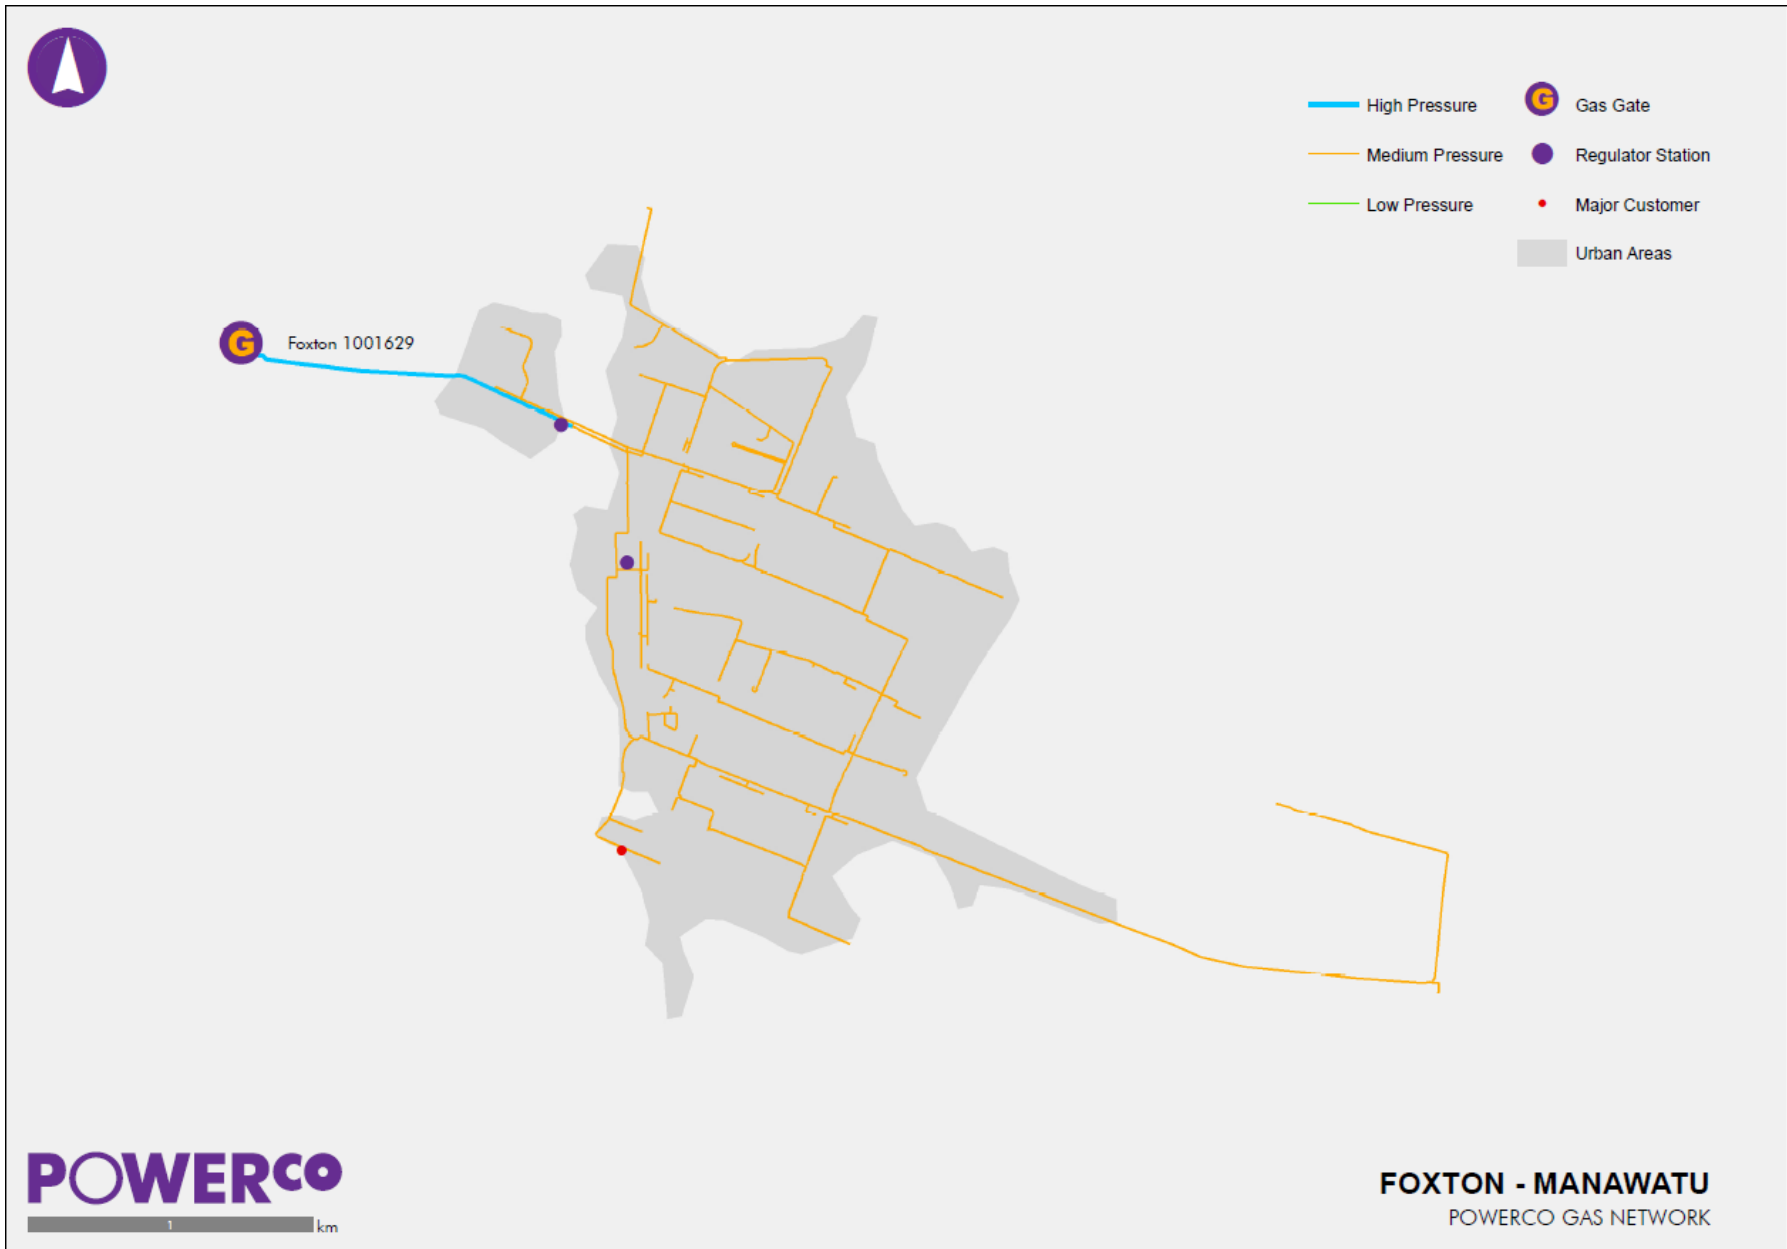 High Pressure
G Gas Gate
Medium Pressure
Regulator Station
Low Pressure
Major Customer
Urban Areas
G Foxton 1001629
POWERCO
1 km
FOXTON - MANAWATU
POWERCO GAS NETWORK